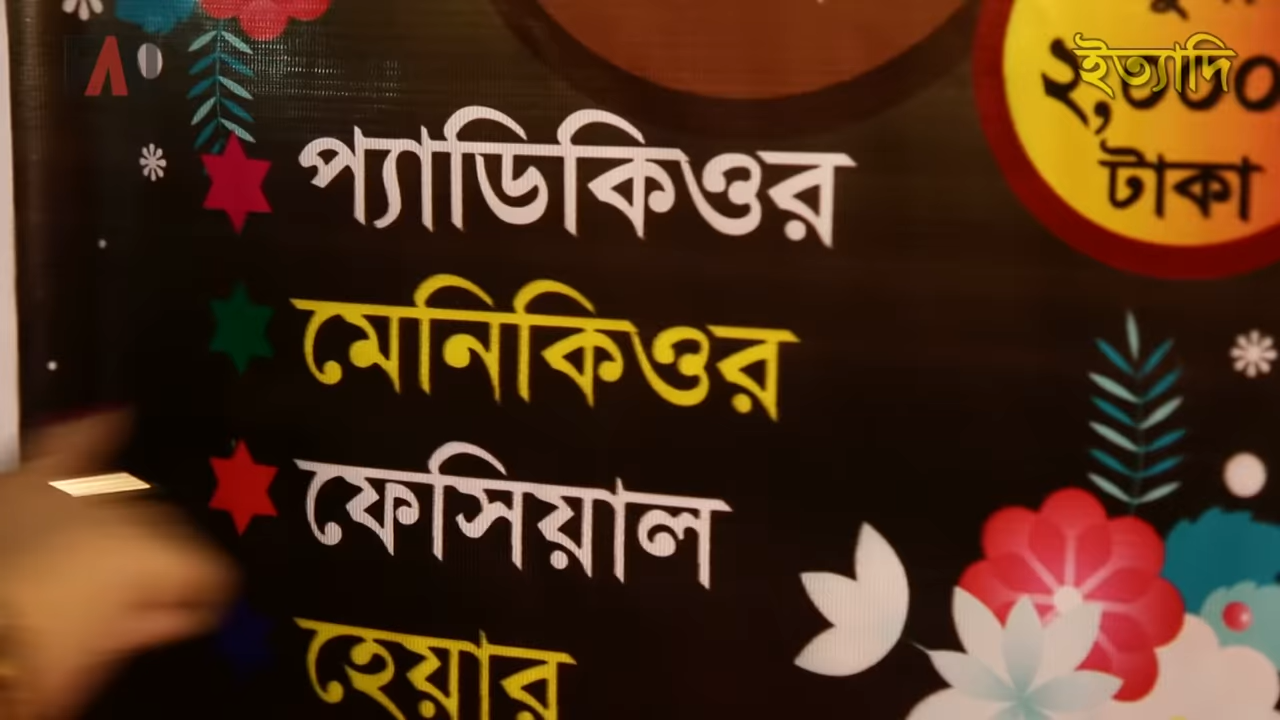 ইত্যাদি
টাকা
প্যাডিকিওর
মেনিকিওর
ফেসিয়াল
হেয়ার